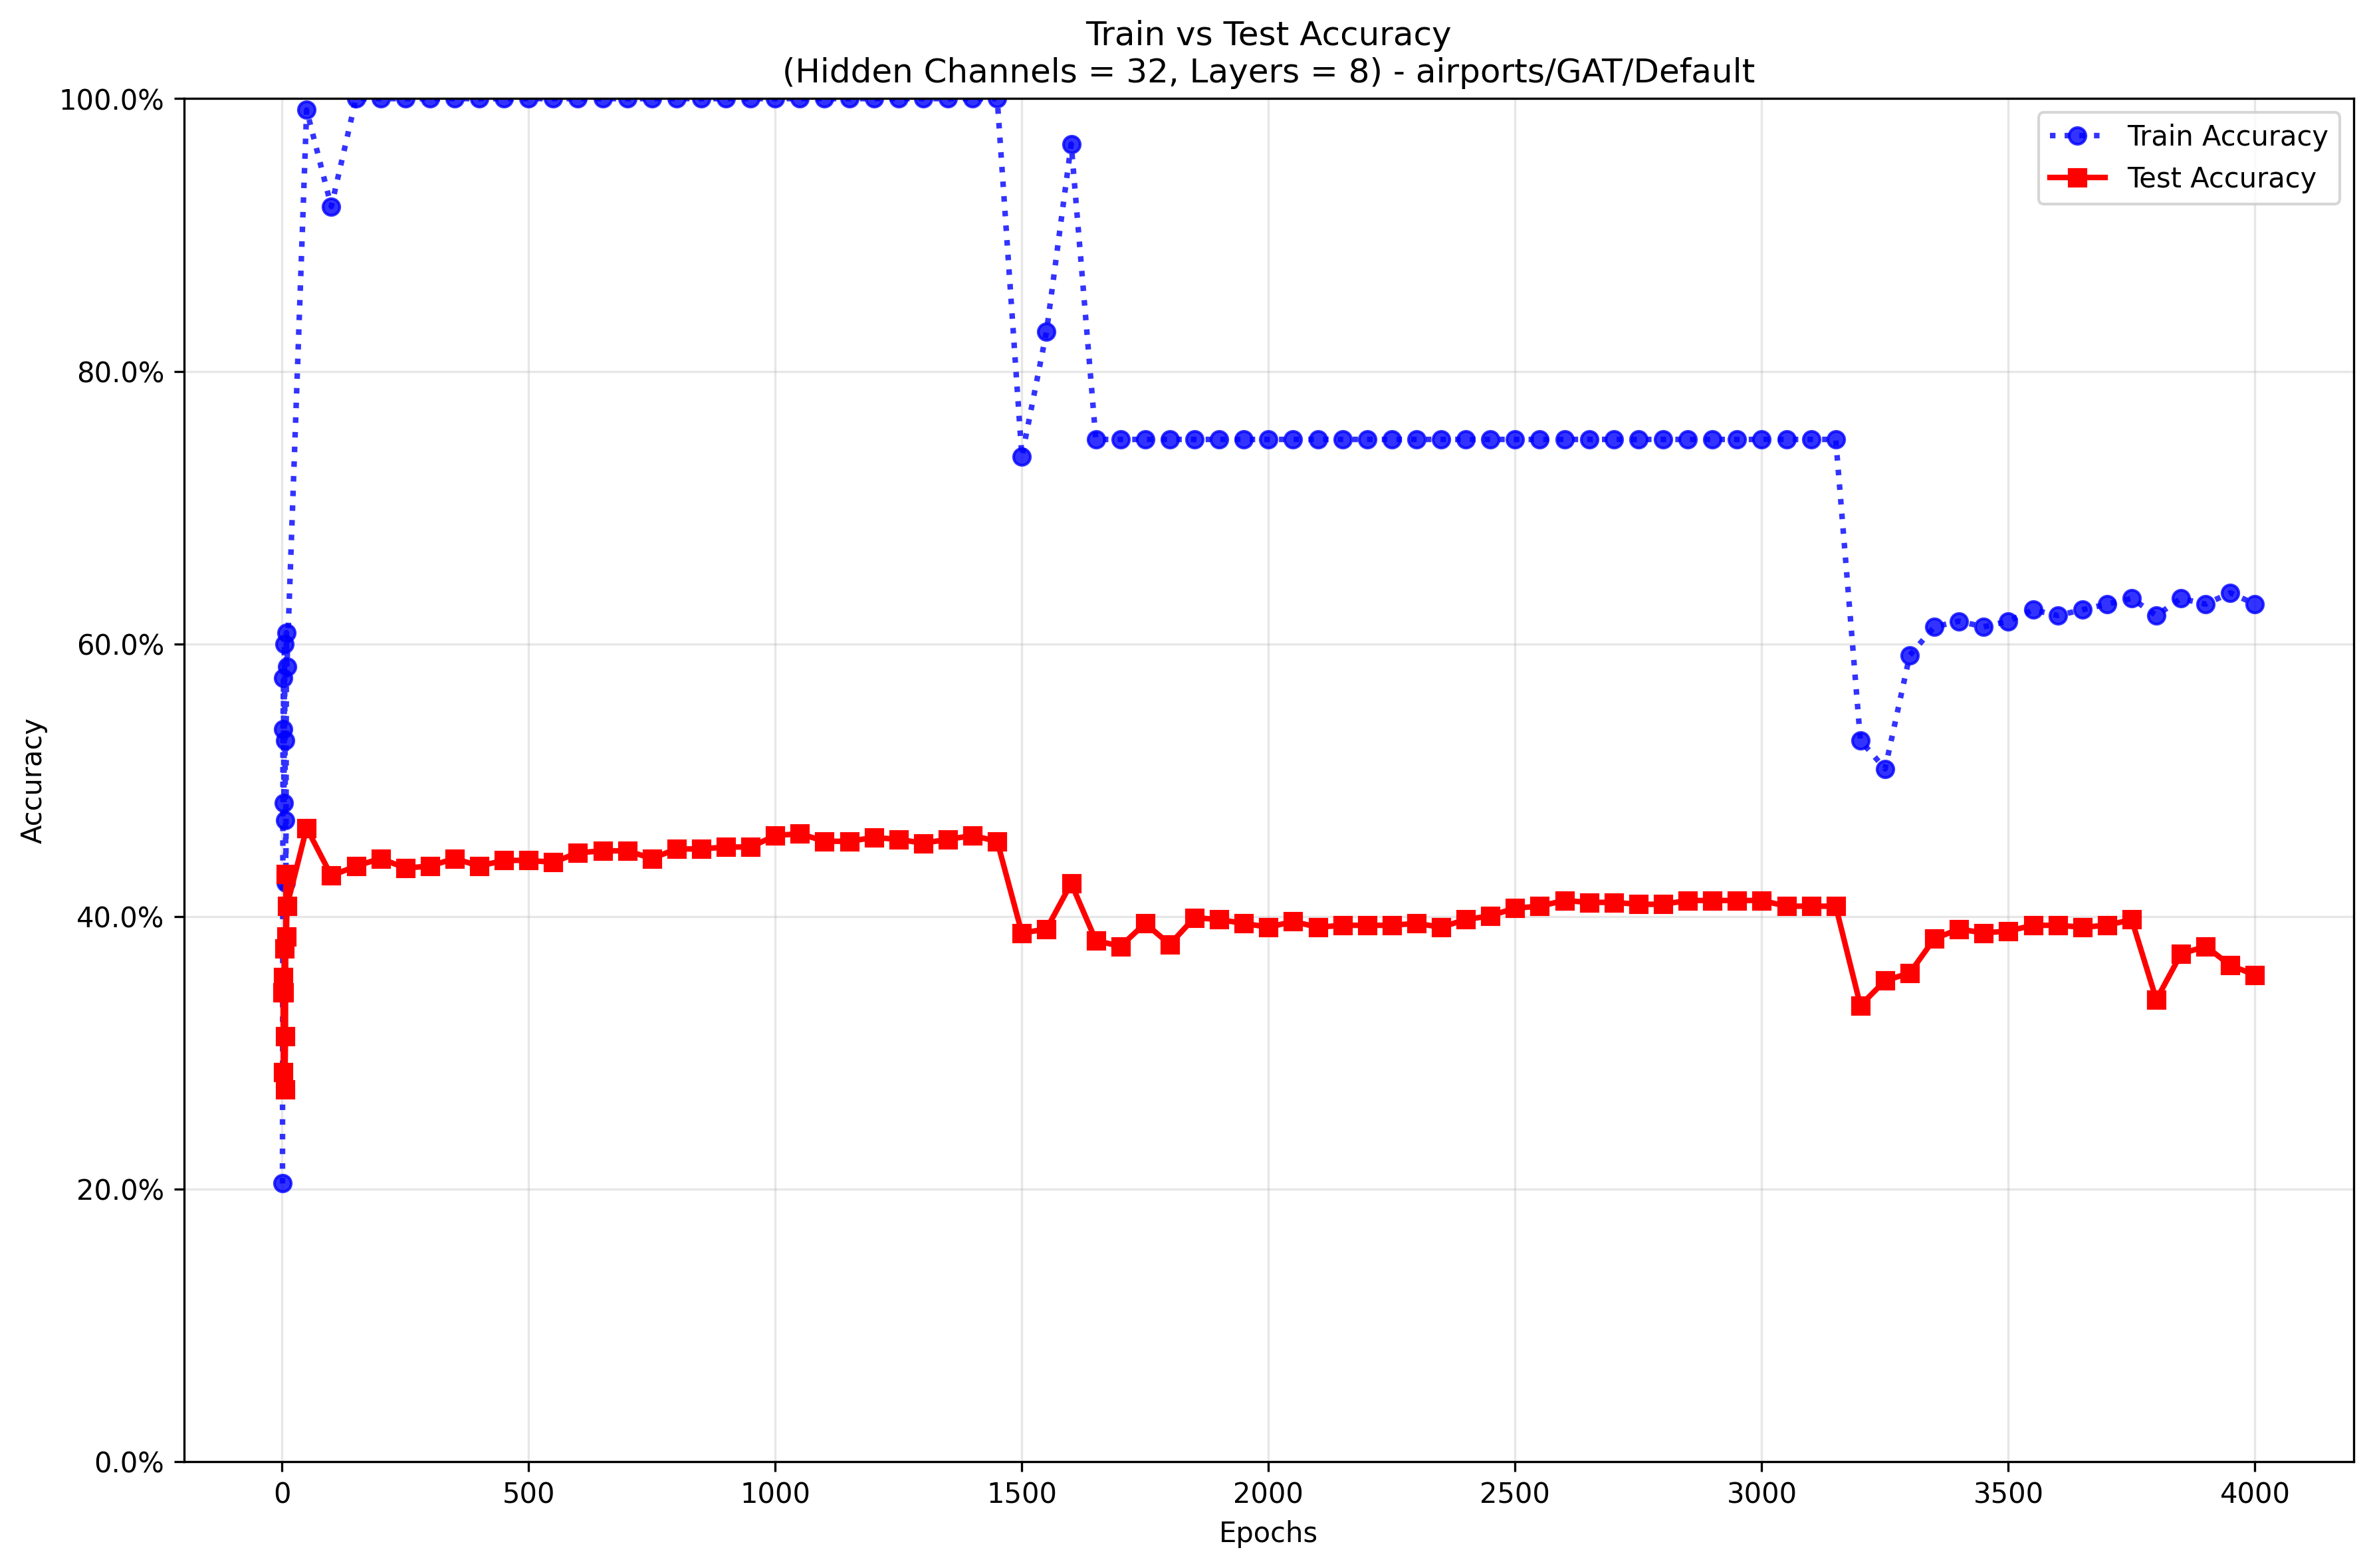 Train vs Test Accuracy
(Hidden Channels = 32, Layers = 8) - airports/GAT/Default
100.0%
80.0%
60.0%
40.0%
20.0%
0.0%
Accuracy
Train Accuracy
Test Accuracy
0 500 1000 1500 2000 2500 3000 3500 4000
Epochs